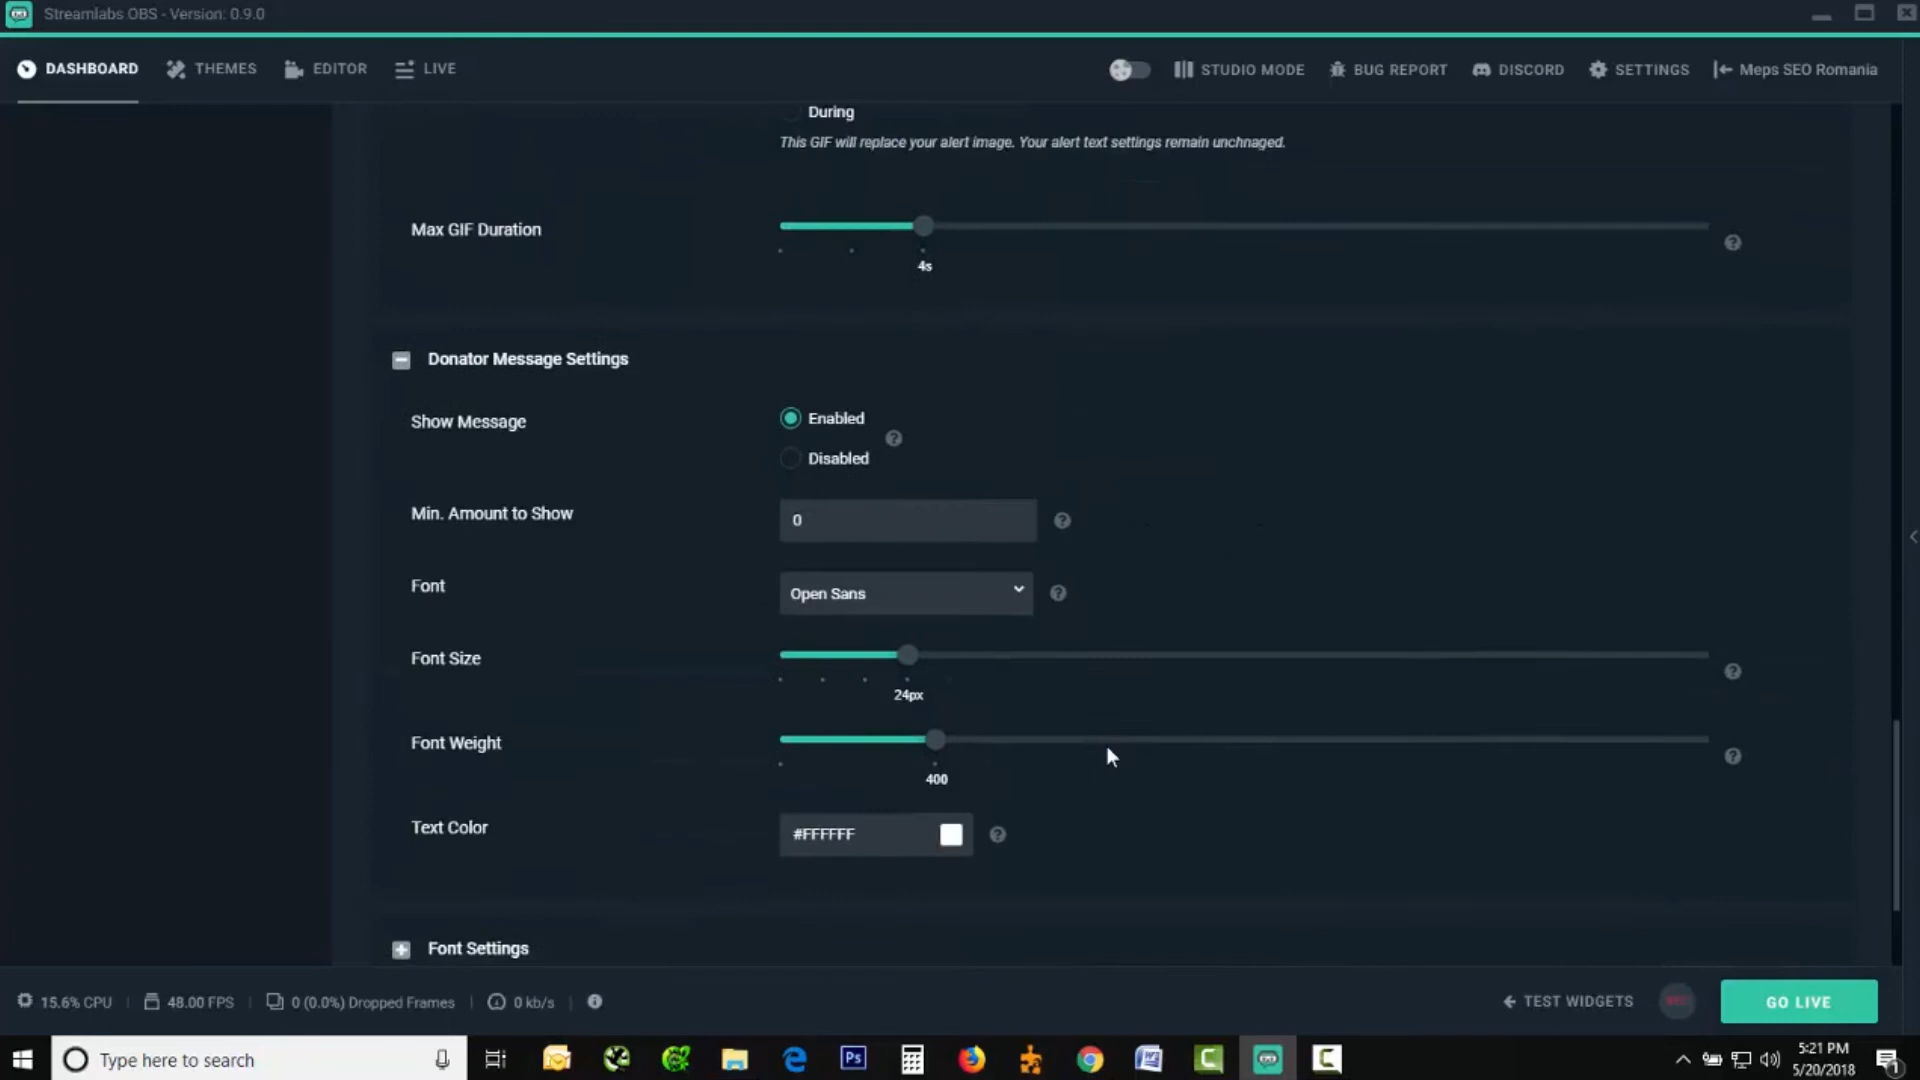 Streamlabs OBS - Version: 0.9.0
DASHBOARD THEMES EDITOR LIVE STUDIO MODE BUG REPORT DISCORD SETTINGS Meps SEO Romania
During
This GIF will replace your alert image. Your alert text settings remain unchnaged.
Max GIF Duration
4s
Donator Message Settings
Show Message
Enabled
Disabled
Min. Amount to Show
0
Font
Open Sans
Font Size
24px
Font Weight
400
Text Color
#FFFFFF
Font Settings
15.6% CPU 48.00 FPS 0 (0.0%) Dropped Frames 0 kb/s TEST WIDGETS REC GO LIVE
Type here to search
Ps
5:21 PM
5/20/2018
1